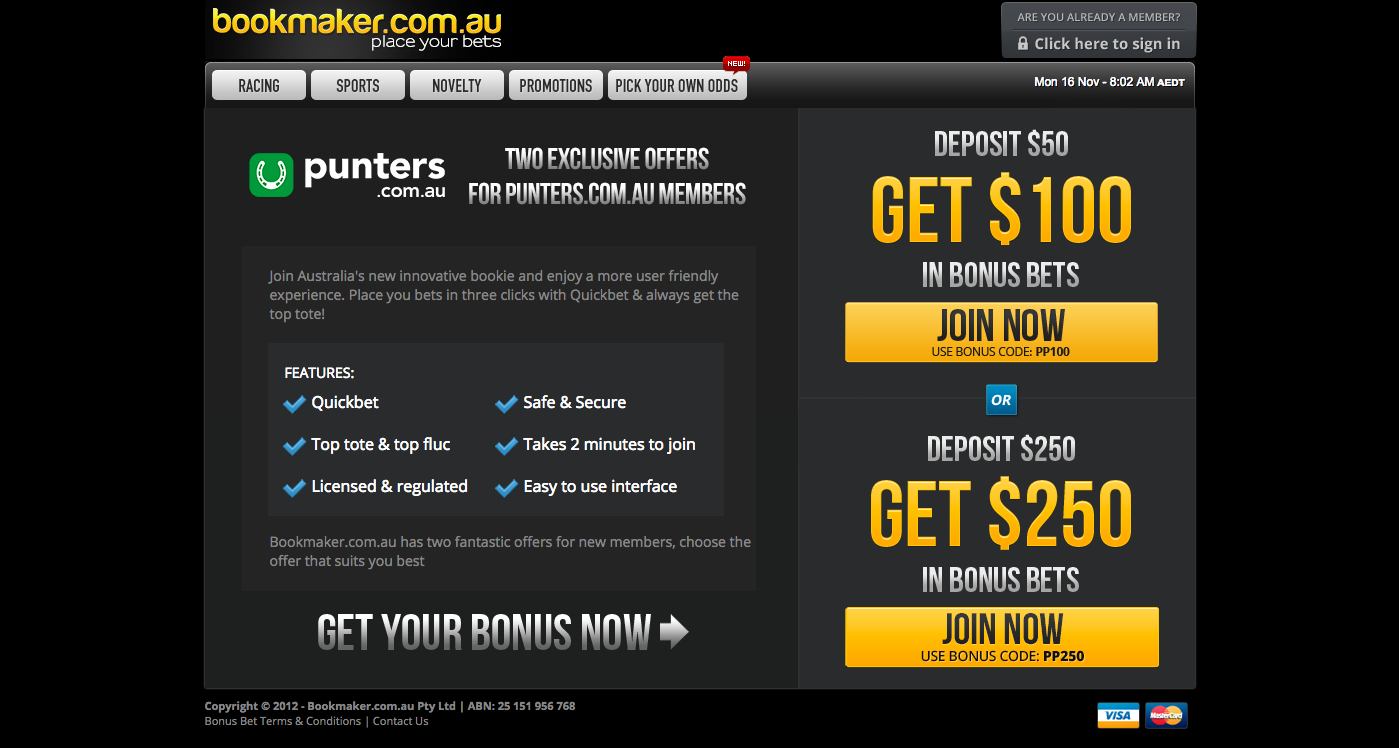 bookmaker.com.au
place your bets
ARE YOU ALREADY A MEMBER?
Click here to sign in
RACING
SPORTS
NOVELTY
PROMOTIONS
PICK YOUR OWN ODDS
NEW!
Mon 16 Nov - 8:02 AM AEDT
punters
.com.au
TWO EXCLUSIVE OFFERS
FOR PUNTERS.COM.AU MEMBERS
Join Australia's new innovative bookie and enjoy a more user friendly
experience. Place you bets in three clicks with Quickbet & always get the
top tote!
FEATURES:
Quickbet
Safe & Secure
Top tote & top fluc
Takes 2 minutes to join
Licensed & regulated
Easy to use interface
Bookmaker.com.au has two fantastic offers for new members, choose the
offer that suits you best
GET YOUR BONUS NOW
DEPOSIT $50
GET $100
IN BONUS BETS
JOIN NOW
USE BONUS CODE: PP100
OR
DEPOSIT $250
GET $250
IN BONUS BETS
JOIN NOW
USE BONUS CODE: PP250
Copyright © 2012 - Bookmaker.com.au Pty Ltd | ABN: 25 151 956 768
Bonus Bet Terms & Conditions | Contact Us
VISA
MasterCard